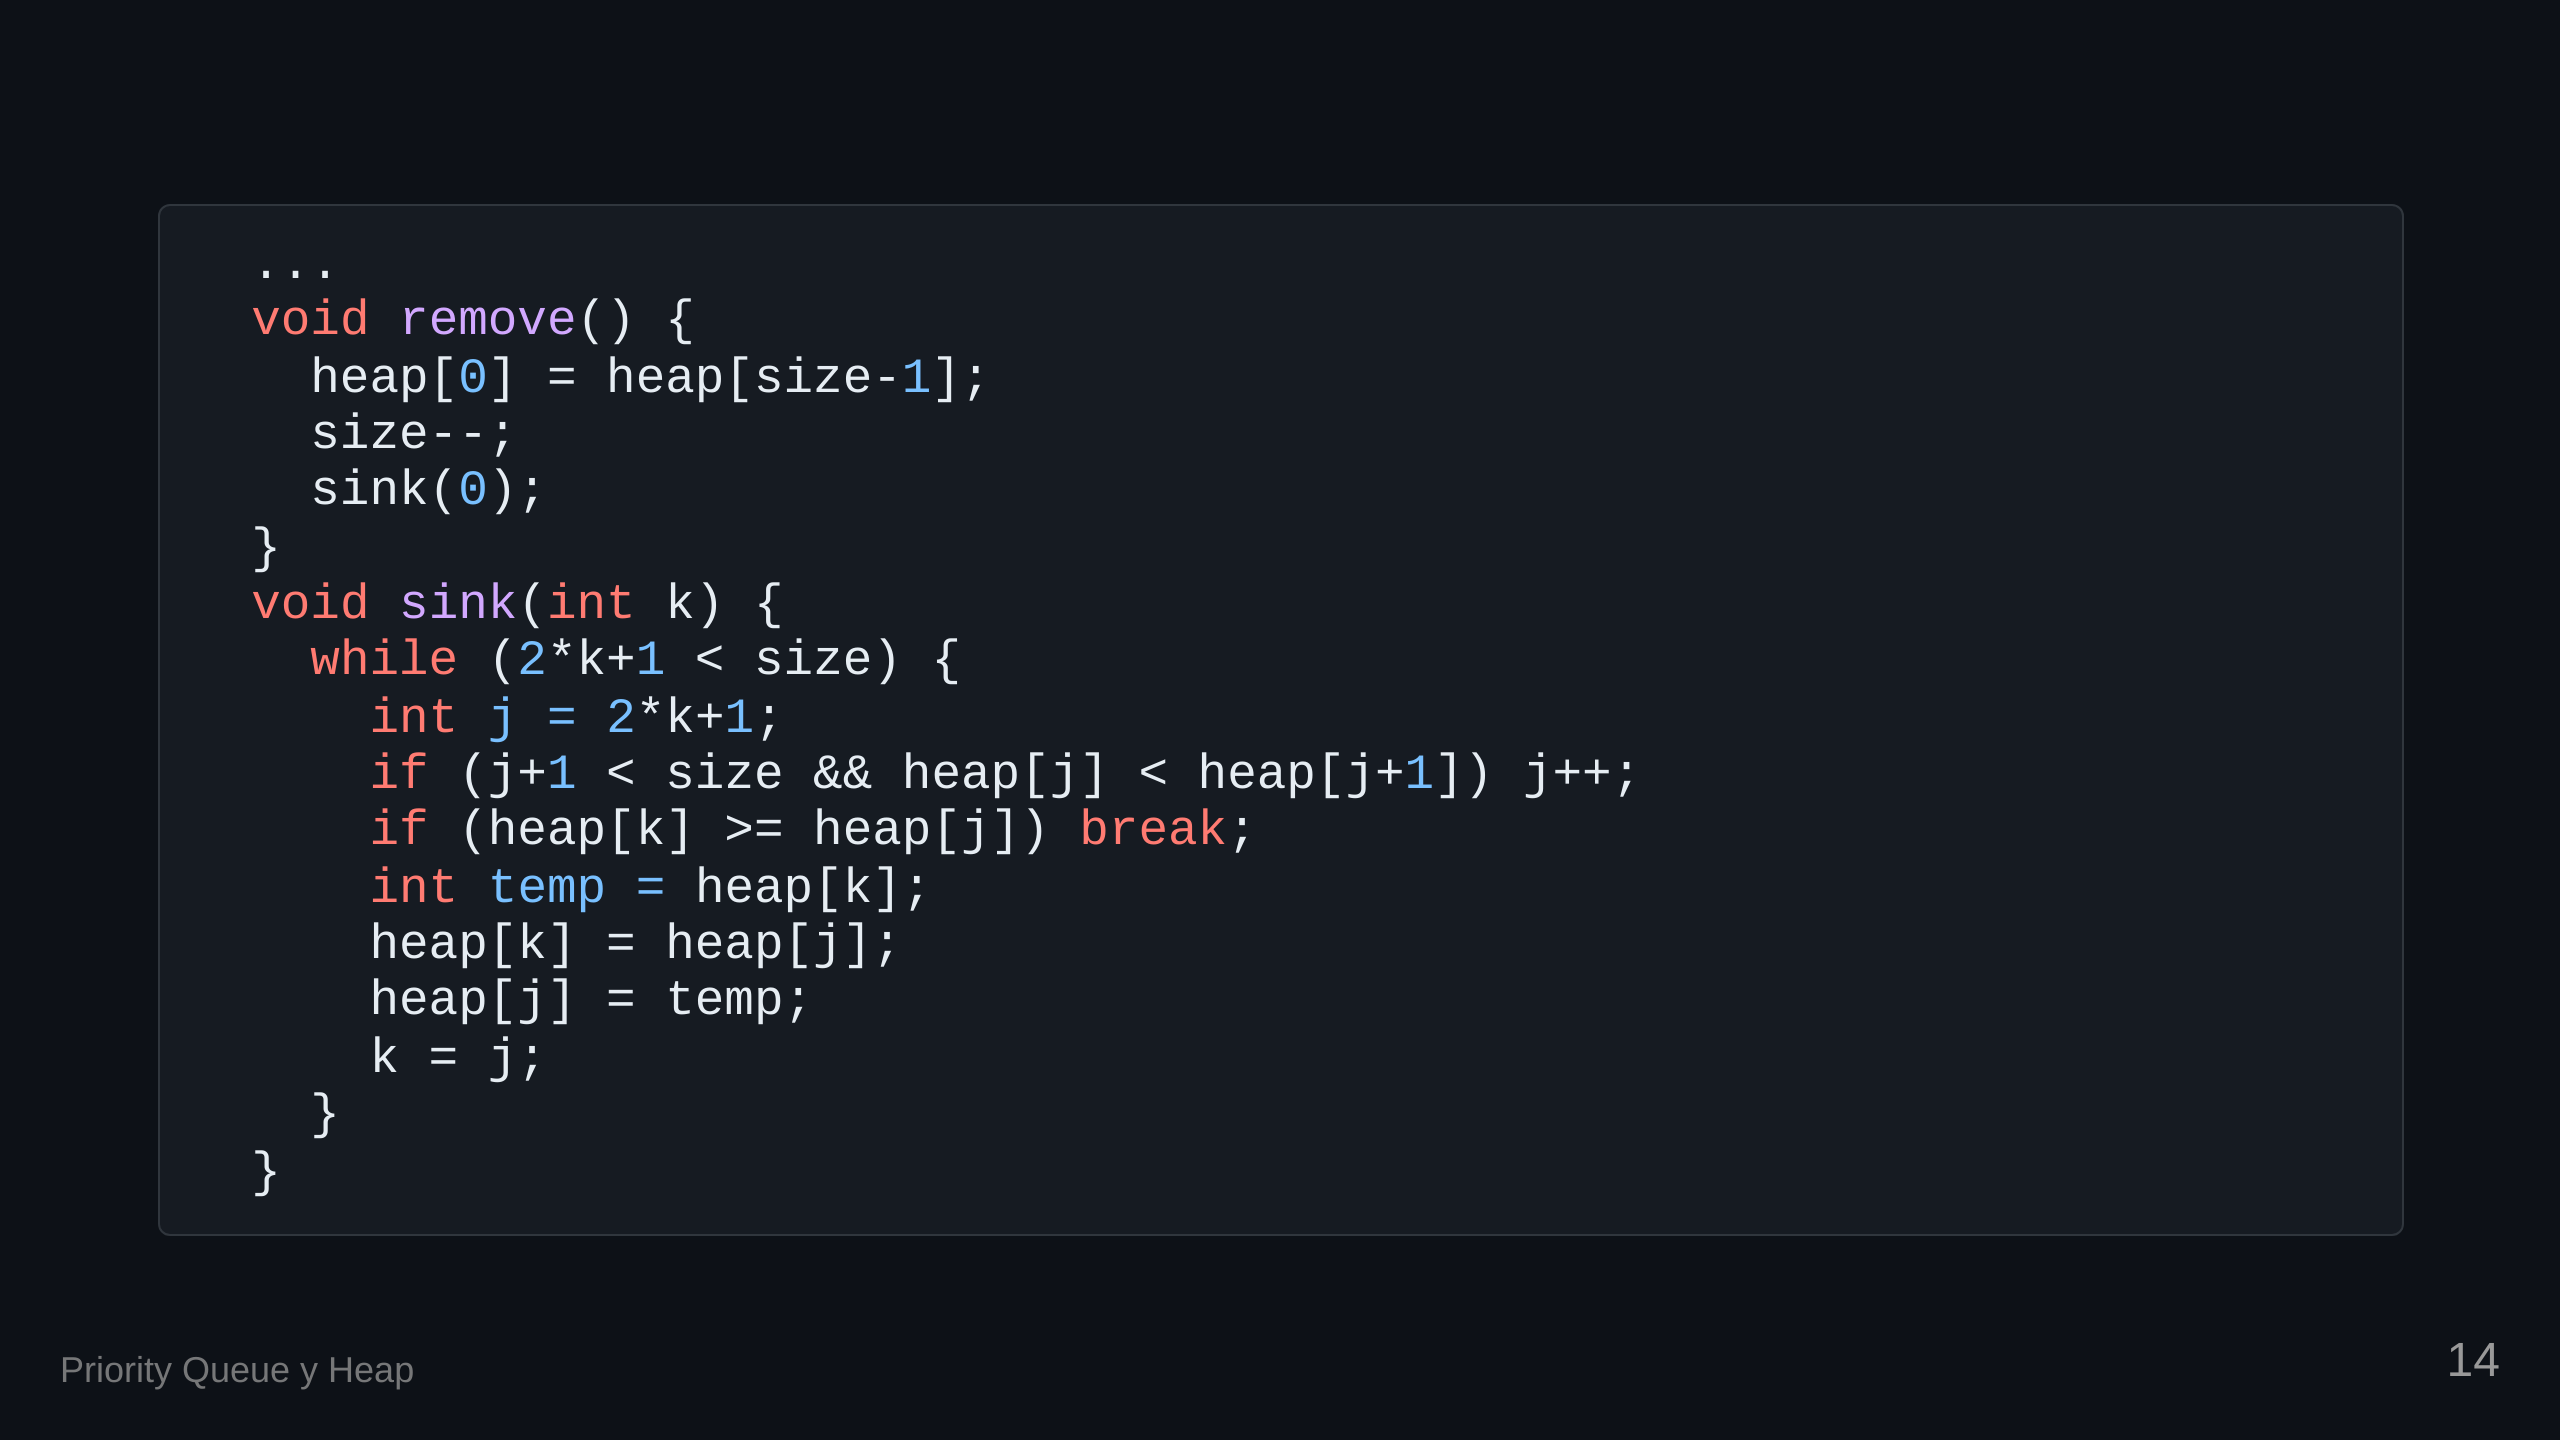 ...
void remove() {
  heap[0] = heap[size-1];
  size--;
  sink(0);
}
void sink(int k) {
  while (2*k+1 < size) {
    int j = 2*k+1;
    if (j+1 < size && heap[j] < heap[j+1]) j++;
    if (heap[k] >= heap[j]) break;
    int temp = heap[k];
    heap[k] = heap[j];
    heap[j] = temp;
    k = j;
  }
}
Priority Queue y Heap
14